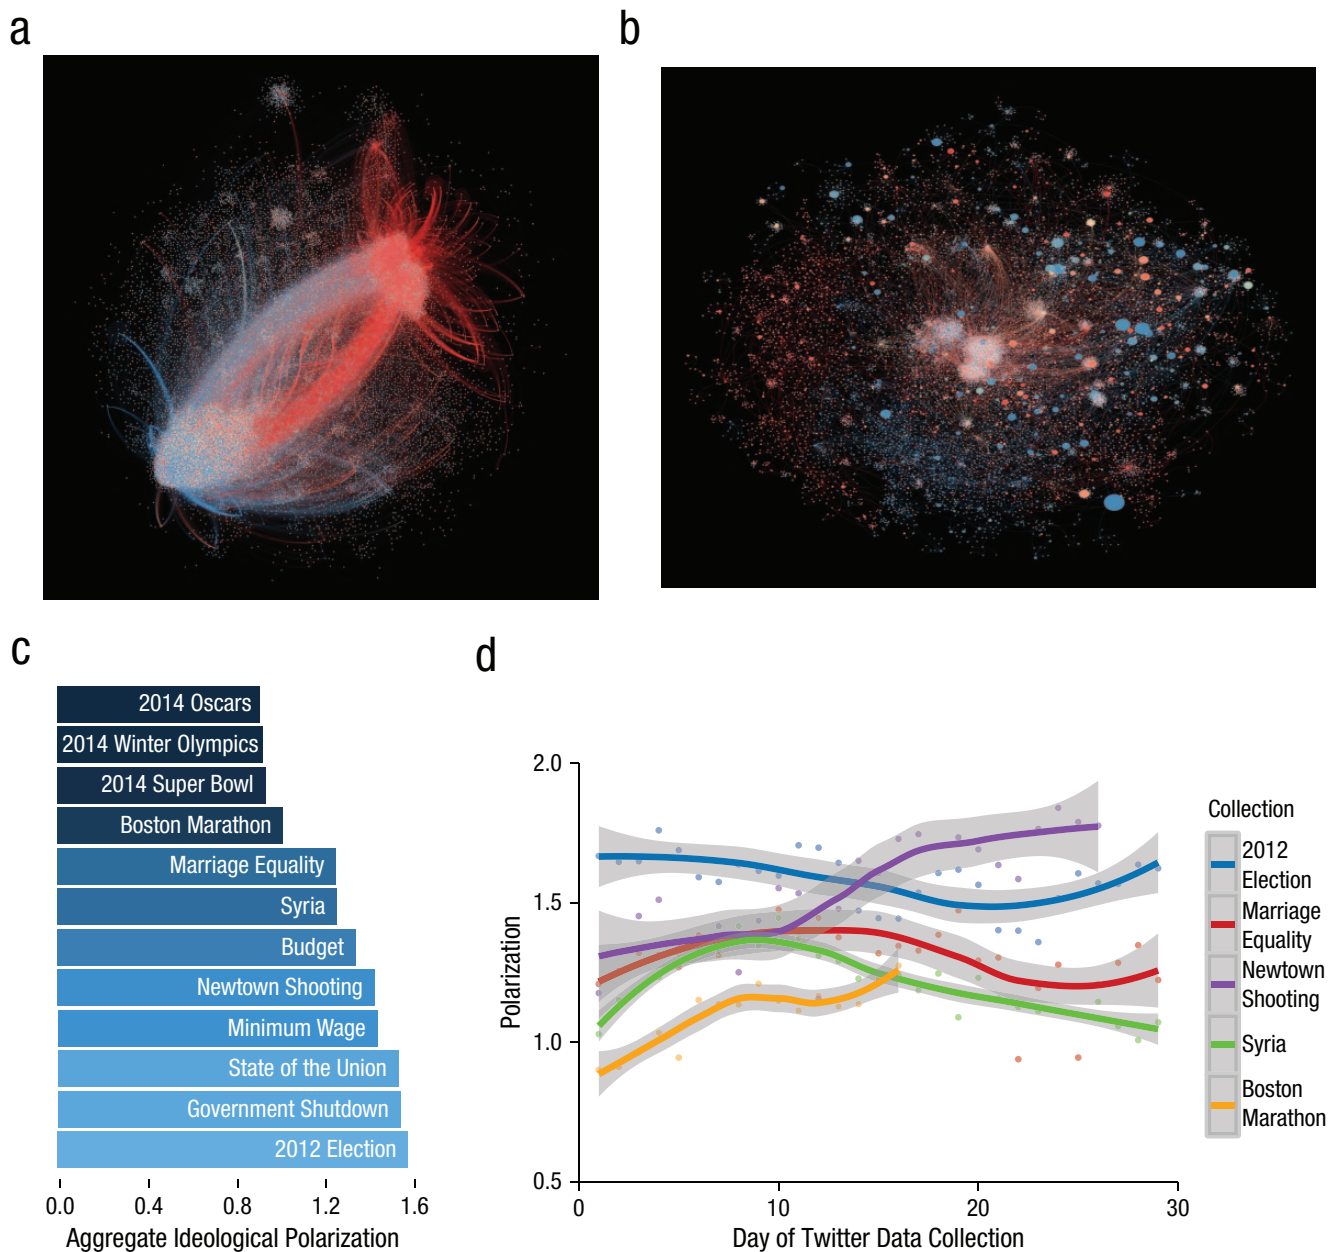 a
b
c
2014 Oscars
2014 Winter Olympics
2014 Super Bowl
Boston Marathon
Marriage Equality
Syria
Budget
Newtown Shooting
Minimum Wage
State of the Union
Government Shutdown
2012 Election
0.0 0.4 0.8 1.2 1.6
Aggregate Ideological Polarization
d
2.0
1.5
1.0
0.5
Polarization
0 10 20 30
Day of Twitter Data Collection
Collection
2012
Election
Marriage
Equality
Newtown
Shooting
Syria
Boston
Marathon